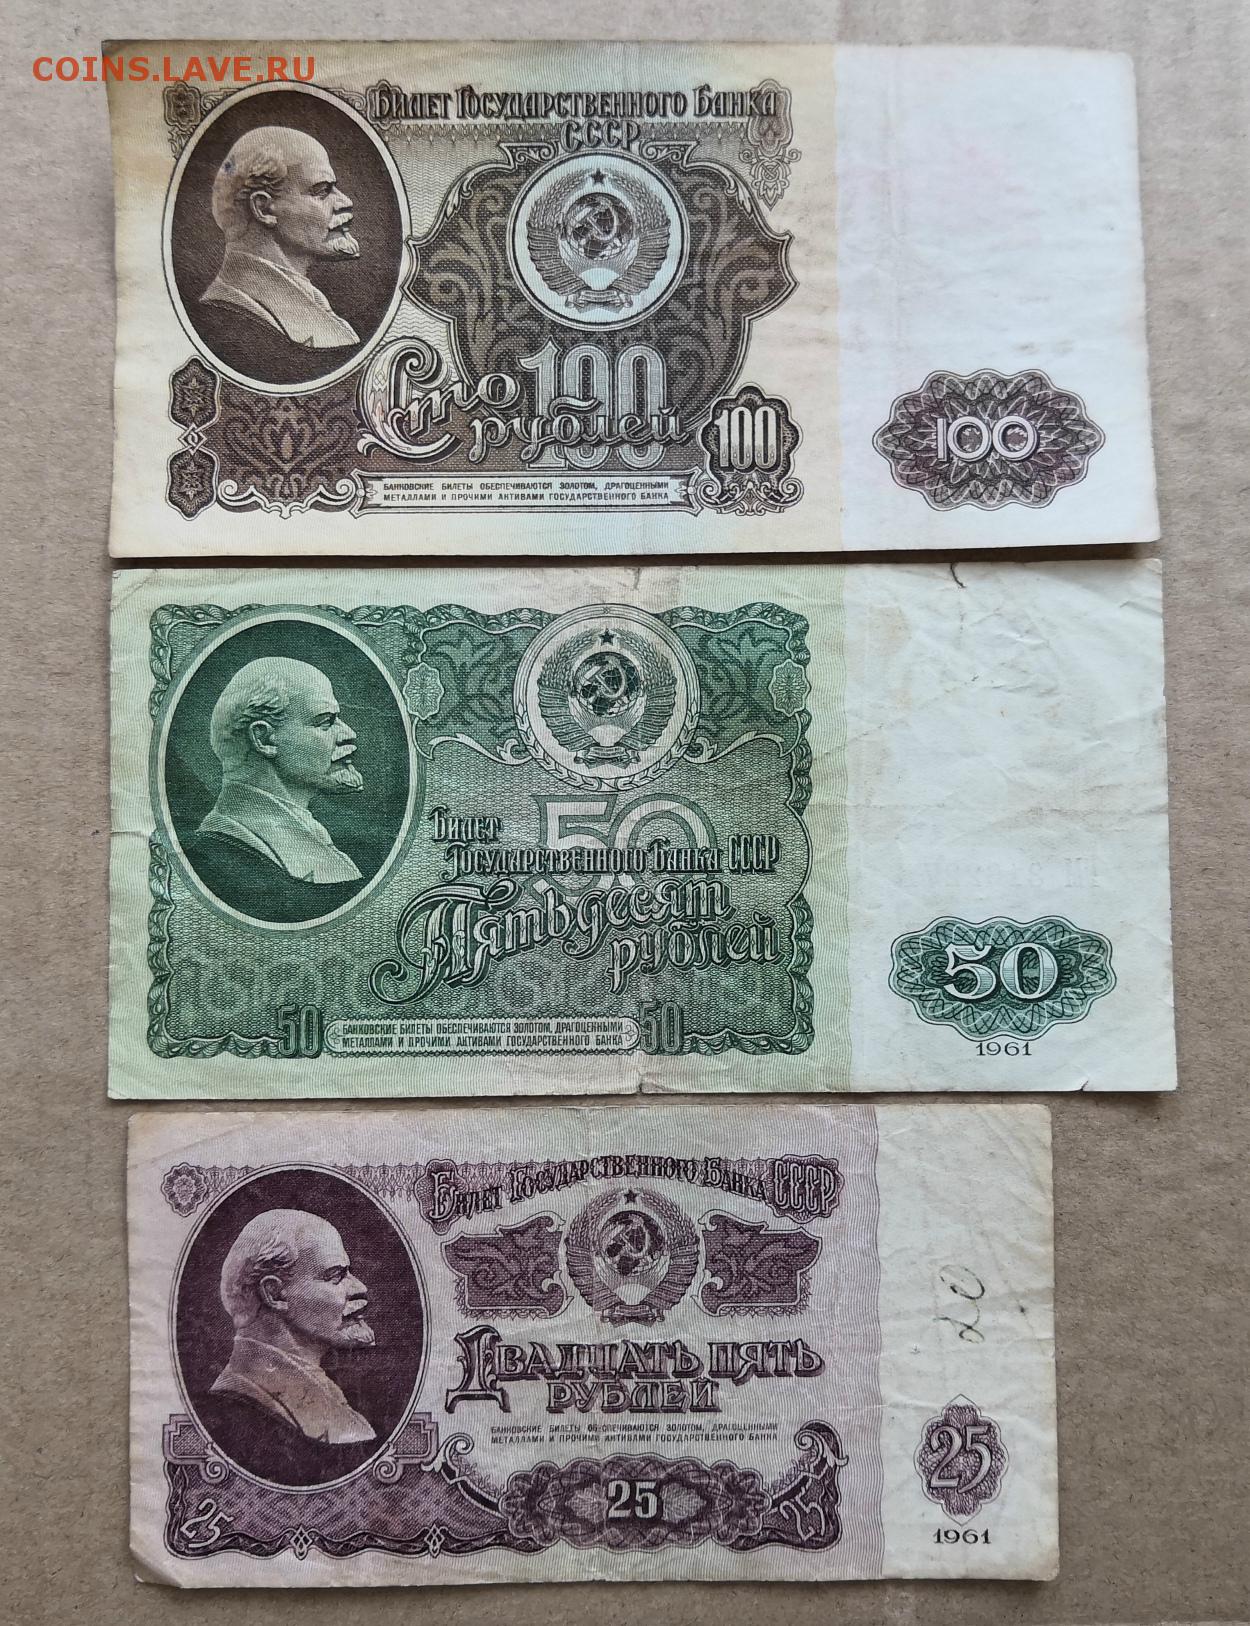 COINS.LAVE.RU
Билет Государственного Банка
СССР
Сто 100
рублей
100
100
БАНКОВСКИЕ БИЛЕТЫ ОБЕСПЕЧИВАЮТСЯ ЗОЛОТОМ, ДРАГОЦЕННЫМИ
МЕТАЛЛАМИ И ПРОЧИМИ АКТИВАМИ ГОСУДАРСТВЕННОГО БАНКА
50
Билет
Государственного Банка СССР
Пятьдесят
рублей
50
БАНКОВСКИЕ БИЛЕТЫ ОБЕСПЕЧИВАЮТСЯ ЗОЛОТОМ, ДРАГОЦЕННЫМИ
МЕТАЛЛАМИ И ПРОЧИМИ АКТИВАМИ ГОСУДАРСТВЕННОГО БАНКА
50
50
1961
Билет Государственного Банка СССР
Двадцать пять
рублей
БАНКОВСКИЕ БИЛЕТЫ ОБЕСПЕЧИВАЮТСЯ ЗОЛОТОМ, ДРАГОЦЕННЫМИ
МЕТАЛЛАМИ И ПРОЧИМИ АКТИВАМИ ГОСУДАРСТВЕННОГО БАНКА
25
25
25
25
1961